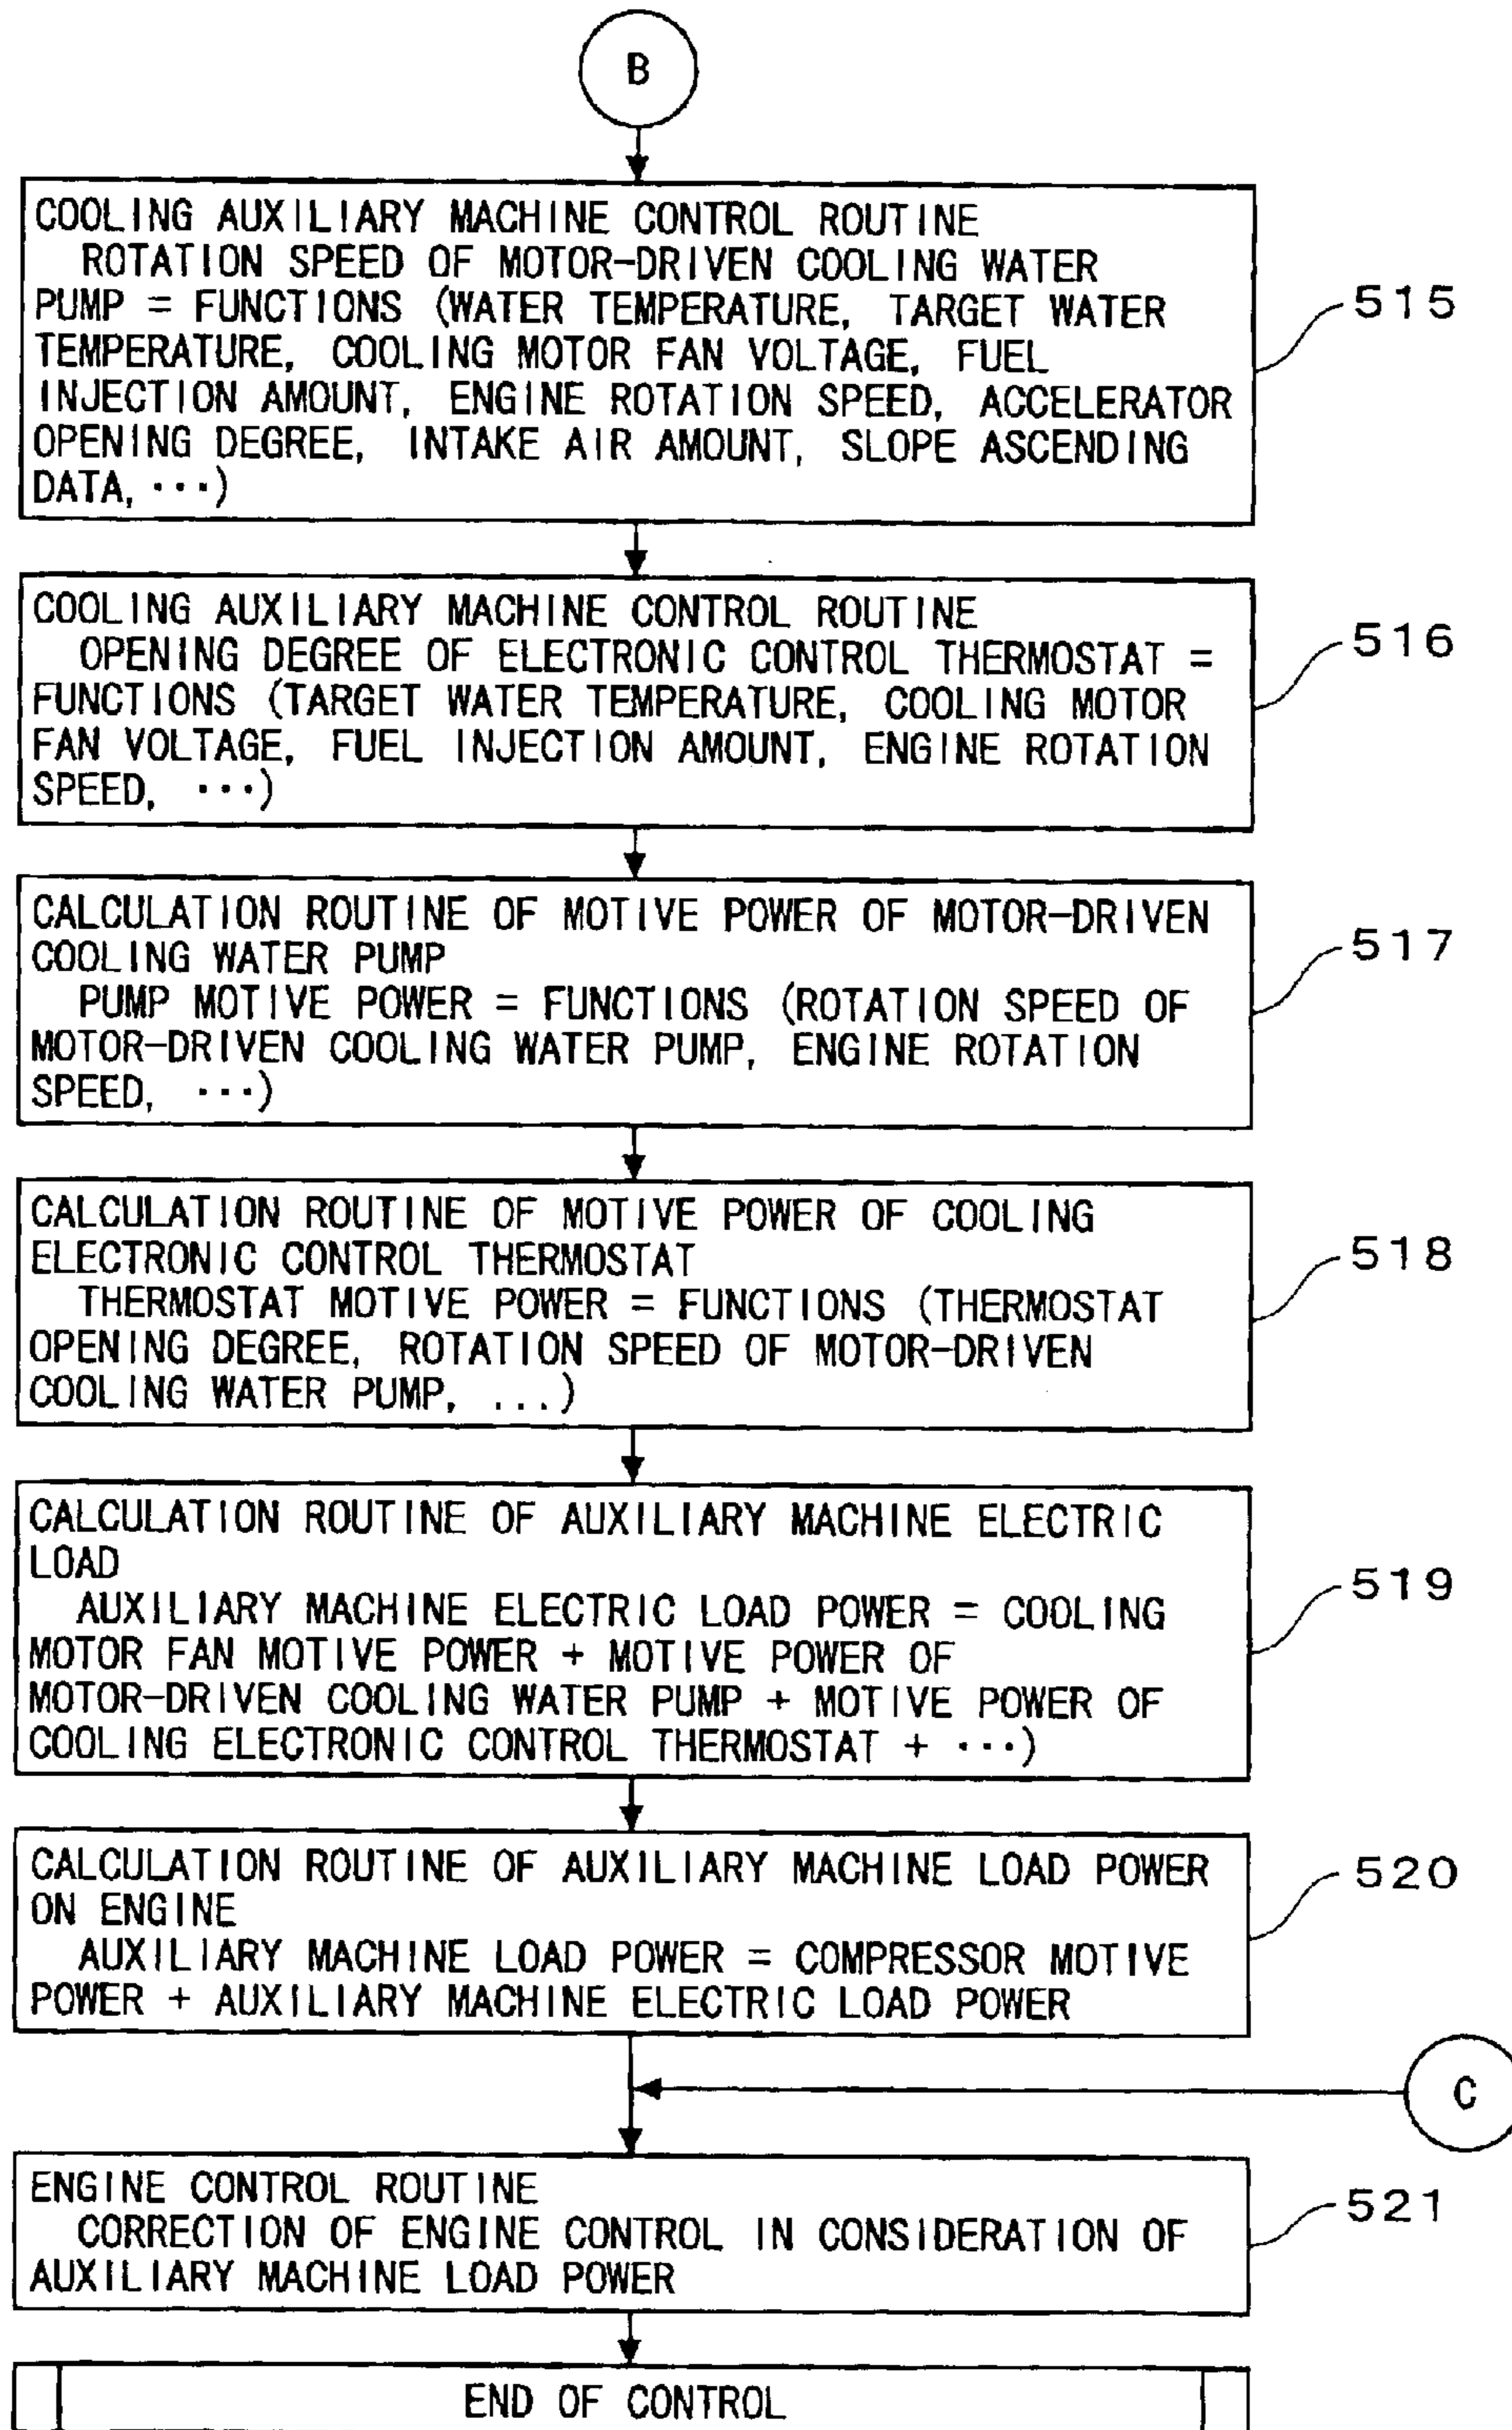 B
COOLING AUXILIARY MACHINE CONTROL ROUTINE
ROTATION SPEED OF MOTOR-DRIVEN COOLING WATER
PUMP = FUNCTIONS (WATER TEMPERATURE, TARGET WATER
TEMPERATURE, COOLING MOTOR FAN VOLTAGE, FUEL
INJECTION AMOUNT, ENGINE ROTATION SPEED, ACCELERATOR
OPENING DEGREE, INTAKE AIR AMOUNT, SLOPE ASCENDING
DATA, ···)
515
COOLING AUXILIARY MACHINE CONTROL ROUTINE
OPENING DEGREE OF ELECTRONIC CONTROL THERMOSTAT =
FUNCTIONS (TARGET WATER TEMPERATURE, COOLING MOTOR
FAN VOLTAGE, FUEL INJECTION AMOUNT, ENGINE ROTATION
SPEED, ···)
516
CALCULATION ROUTINE OF MOTIVE POWER OF MOTOR-DRIVEN
COOLING WATER PUMP
PUMP MOTIVE POWER = FUNCTIONS (ROTATION SPEED OF
MOTOR-DRIVEN COOLING WATER PUMP, ENGINE ROTATION
SPEED, ···)
517
CALCULATION ROUTINE OF MOTIVE POWER OF COOLING
ELECTRONIC CONTROL THERMOSTAT
THERMOSTAT MOTIVE POWER = FUNCTIONS (THERMOSTAT
OPENING DEGREE, ROTATION SPEED OF MOTOR-DRIVEN
COOLING WATER PUMP, ...)
518
CALCULATION ROUTINE OF AUXILIARY MACHINE ELECTRIC
LOAD
AUXILIARY MACHINE ELECTRIC LOAD POWER = COOLING
MOTOR FAN MOTIVE POWER + MOTIVE POWER OF
MOTOR-DRIVEN COOLING WATER PUMP + MOTIVE POWER OF
COOLING ELECTRONIC CONTROL THERMOSTAT + ···)
519
CALCULATION ROUTINE OF AUXILIARY MACHINE LOAD POWER
ON ENGINE
AUXILIARY MACHINE LOAD POWER = COMPRESSOR MOTIVE
POWER + AUXILIARY MACHINE ELECTRIC LOAD POWER
520
C
ENGINE CONTROL ROUTINE
CORRECTION OF ENGINE CONTROL IN CONSIDERATION OF
AUXILIARY MACHINE LOAD POWER
521
END OF CONTROL